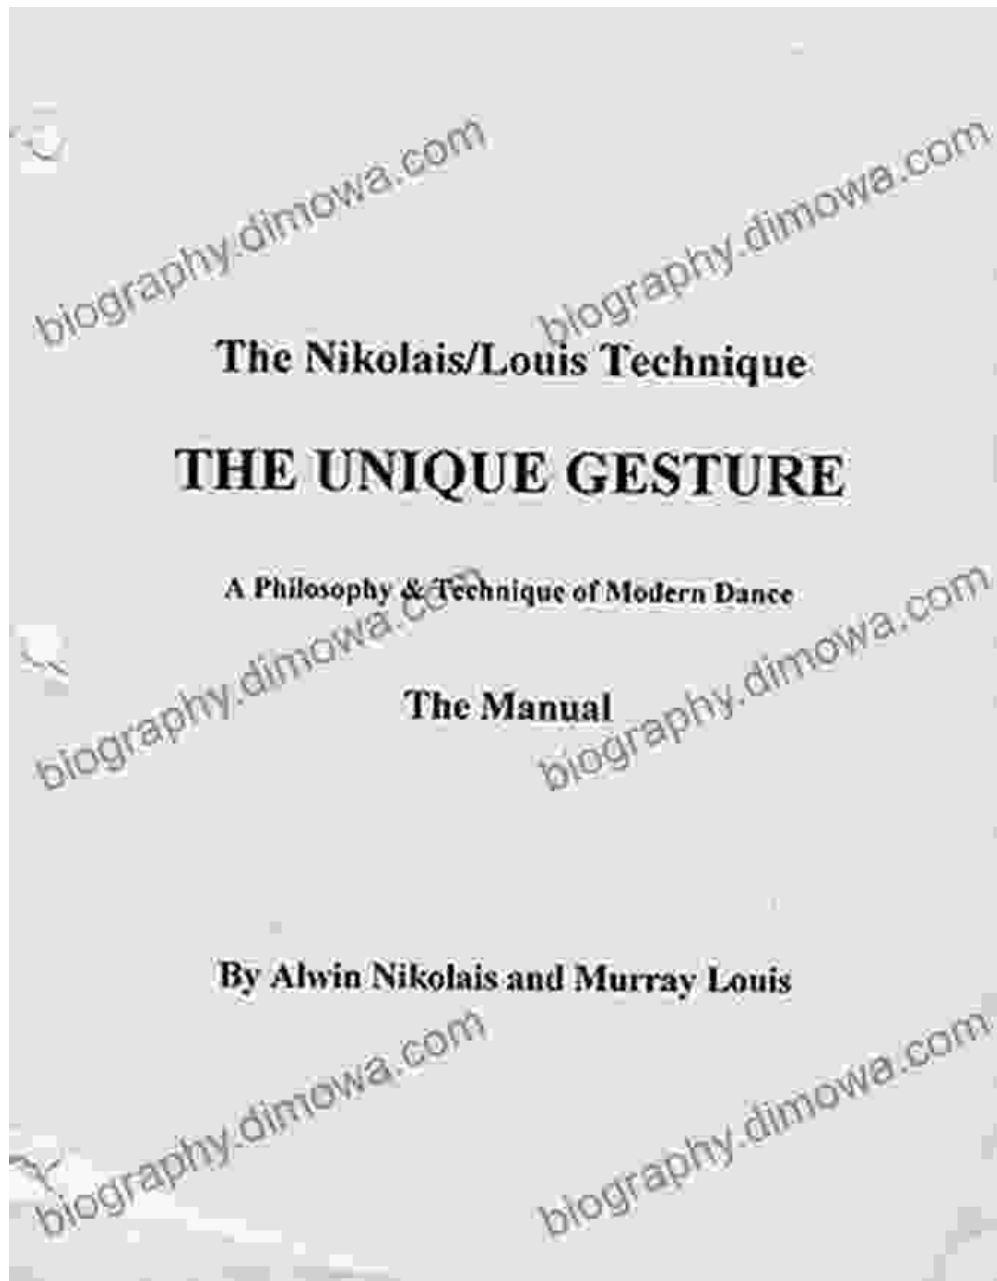 biography.dimowa.com biography.dimowa.com
The Nikolais/Louis Technique
THE UNIQUE GESTURE
A Philosophy & Technique of Modern Dance
biography.dimowa.com biography.dimowa.com
The Manual
By Alwin Nikolais and Murray Louis
biography.dimowa.com biography.dimowa.com